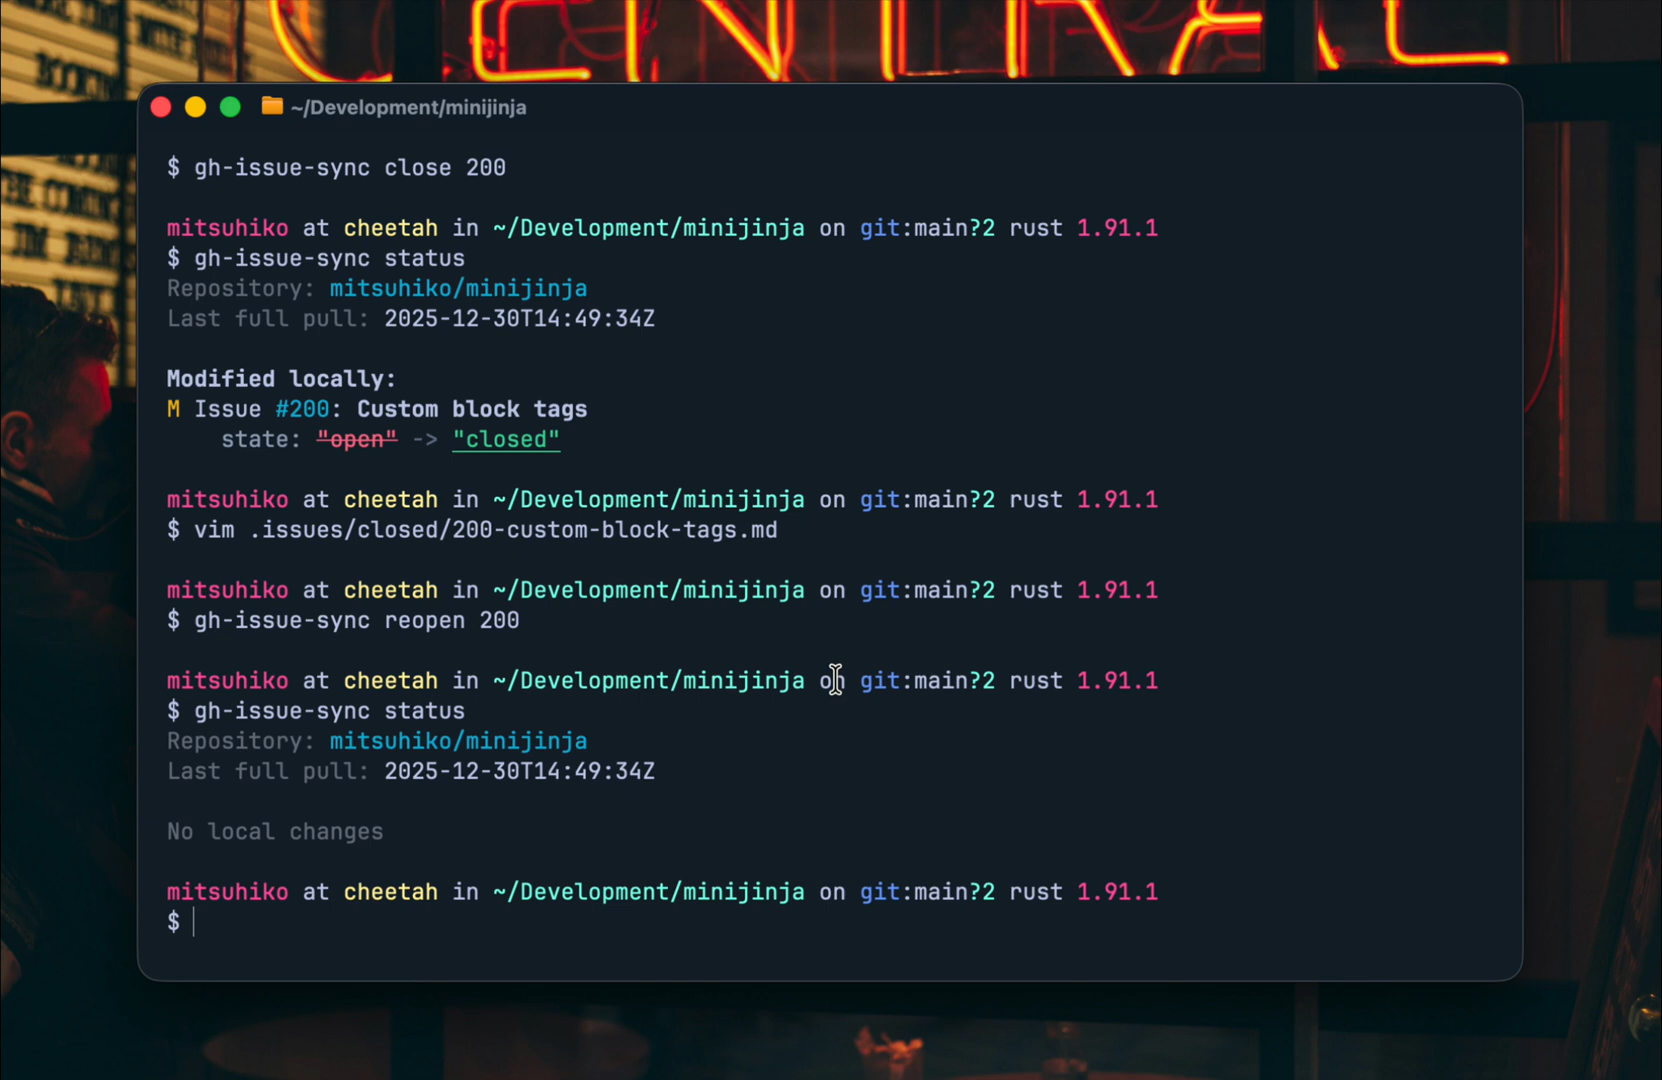 CENTRAL
~/Development/minijinja
$ gh-issue-sync close 200
mitsuhiko at cheetah in ~/Development/minijinja on git:main?2 rust 1.91.1
$ gh-issue-sync status
Repository: mitsuhiko/minijinja
Last full pull: 2025-12-30T14:49:34Z
Modified locally:
M Issue #200: Custom block tags
state: "open" -> "closed"
mitsuhiko at cheetah in ~/Development/minijinja on git:main?2 rust 1.91.1
$ vim .issues/closed/200-custom-block-tags.md
mitsuhiko at cheetah in ~/Development/minijinja on git:main?2 rust 1.91.1
$ gh-issue-sync reopen 200
mitsuhiko at cheetah in ~/Development/minijinja on git:main?2 rust 1.91.1
$ gh-issue-sync status
Repository: mitsuhiko/minijinja
Last full pull: 2025-12-30T14:49:34Z
No local changes
mitsuhiko at cheetah in ~/Development/minijinja on git:main?2 rust 1.91.1
$